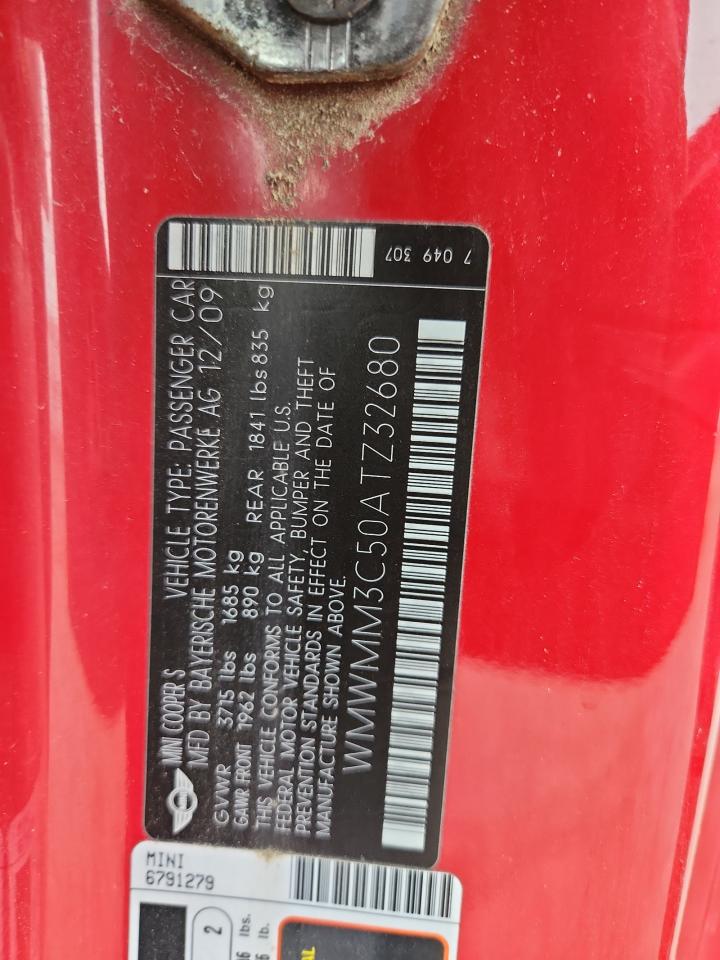 7 049 307
MINI COOPER S VEHICLE TYPE: PASSENGER CAR
MFD BY BAYERISCHE MOTORENWERKE AG 12/09
GVWR 3715 lbs 1685 kg
GAWR FRONT 1962 lbs 890 kg REAR 1841 lbs 835 kg
THIS VEHICLE CONFORMS TO ALL APPLICABLE U.S.
FEDERAL MOTOR VEHICLE SAFETY, BUMPER AND THEFT
PREVENTION STANDARDS IN EFFECT ON THE DATE OF
MANUFACTURE SHOWN ABOVE.
WMWMM3C50ATZ32680
MINI
6791279
2
lbs.
lb.